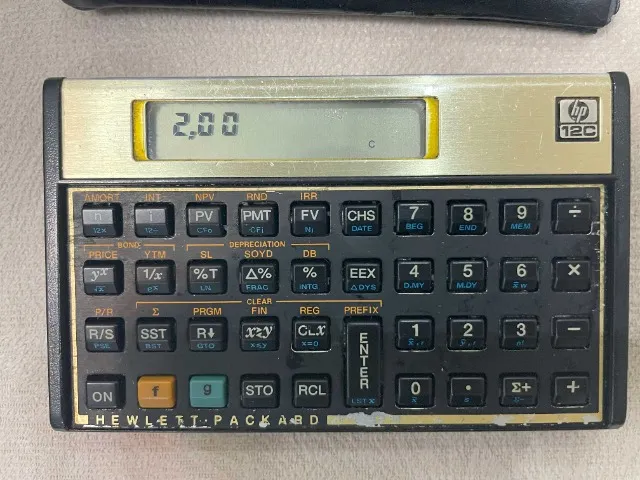 2,00
C
hp
12C
AMORT INT NPV RND IRR
n i PV PMT FV CHS 7 8 9 ÷
12x 12÷ CFo CFj Nj DATE BEG END MEM
BOND DEPRECIATION
PRICE YTM SL SOYD DB
yˣ 1/x %T Δ% % EEX 4 5 6 ×
√x eˣ LN FRAC INTG ΔDYS D.MY M.DY x̄w
CLEAR
P/R Σ PRGM FIN REG PREFIX
R/S SST R↓ x≷y CLx ENTER 1 2 3 −
PSE BST GTO x≤y x=0 x̂,r ŷ,r n!
ON f g STO RCL LSTx 0 . Σ+ +
x̄ s Σ-
HEWLETT·PACKARD